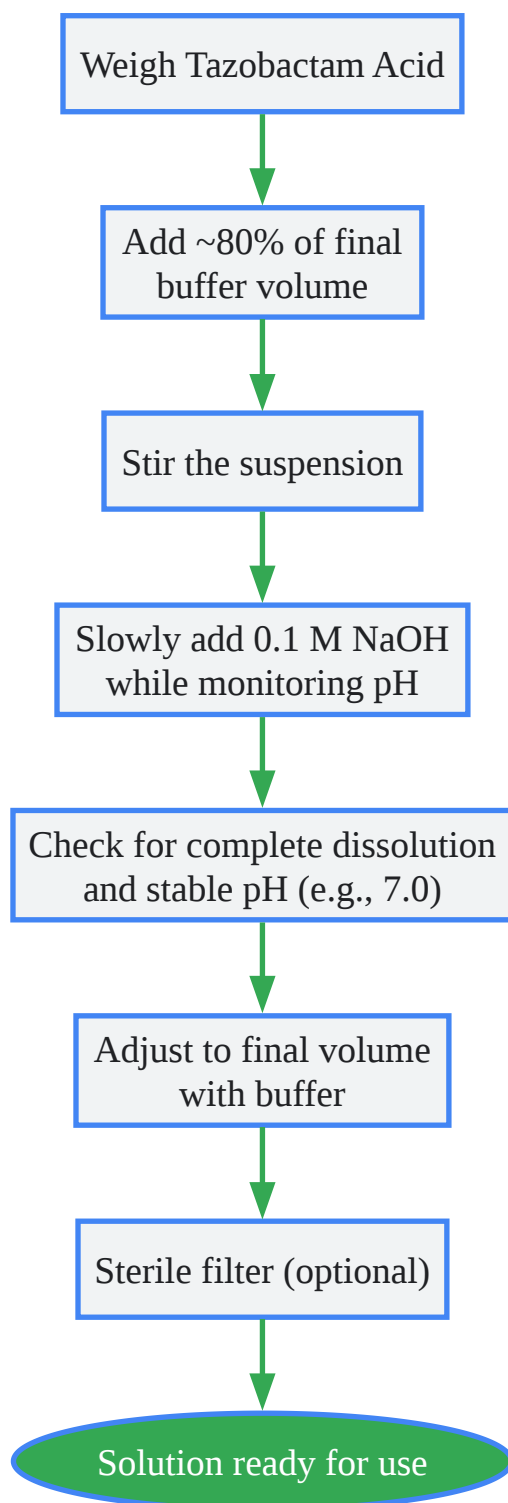 Weigh Tazobactam Acid
Add ~80% of final
buffer volume
Stir the suspension
Slowly add 0.1 M NaOH
while monitoring pH
Check for complete dissolution
and stable pH (e.g., 7.0)
Adjust to final volume
with buffer
Sterile filter (optional)
Solution ready for use